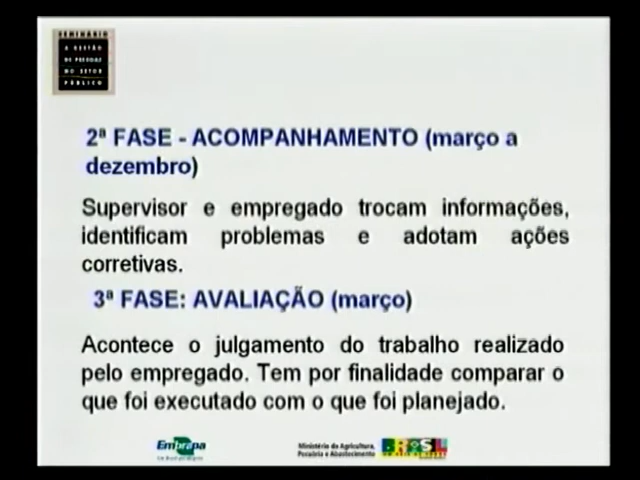 SEMINÁRIO
A GESTÃO
DE PESSOAS
NO SETOR
PÚBLICO
2ª FASE - ACOMPANHAMENTO (março a
dezembro)
Supervisor e empregado trocam informações,
identificam problemas e adotam ações
corretivas.
3ª FASE: AVALIAÇÃO (março)
Acontece o julgamento do trabalho realizado
pelo empregado. Tem por finalidade comparar o
que foi executado com o que foi planejado.
Embrapa
Ministério da Agricultura,
Pecuária e Abastecimento
BRASIL